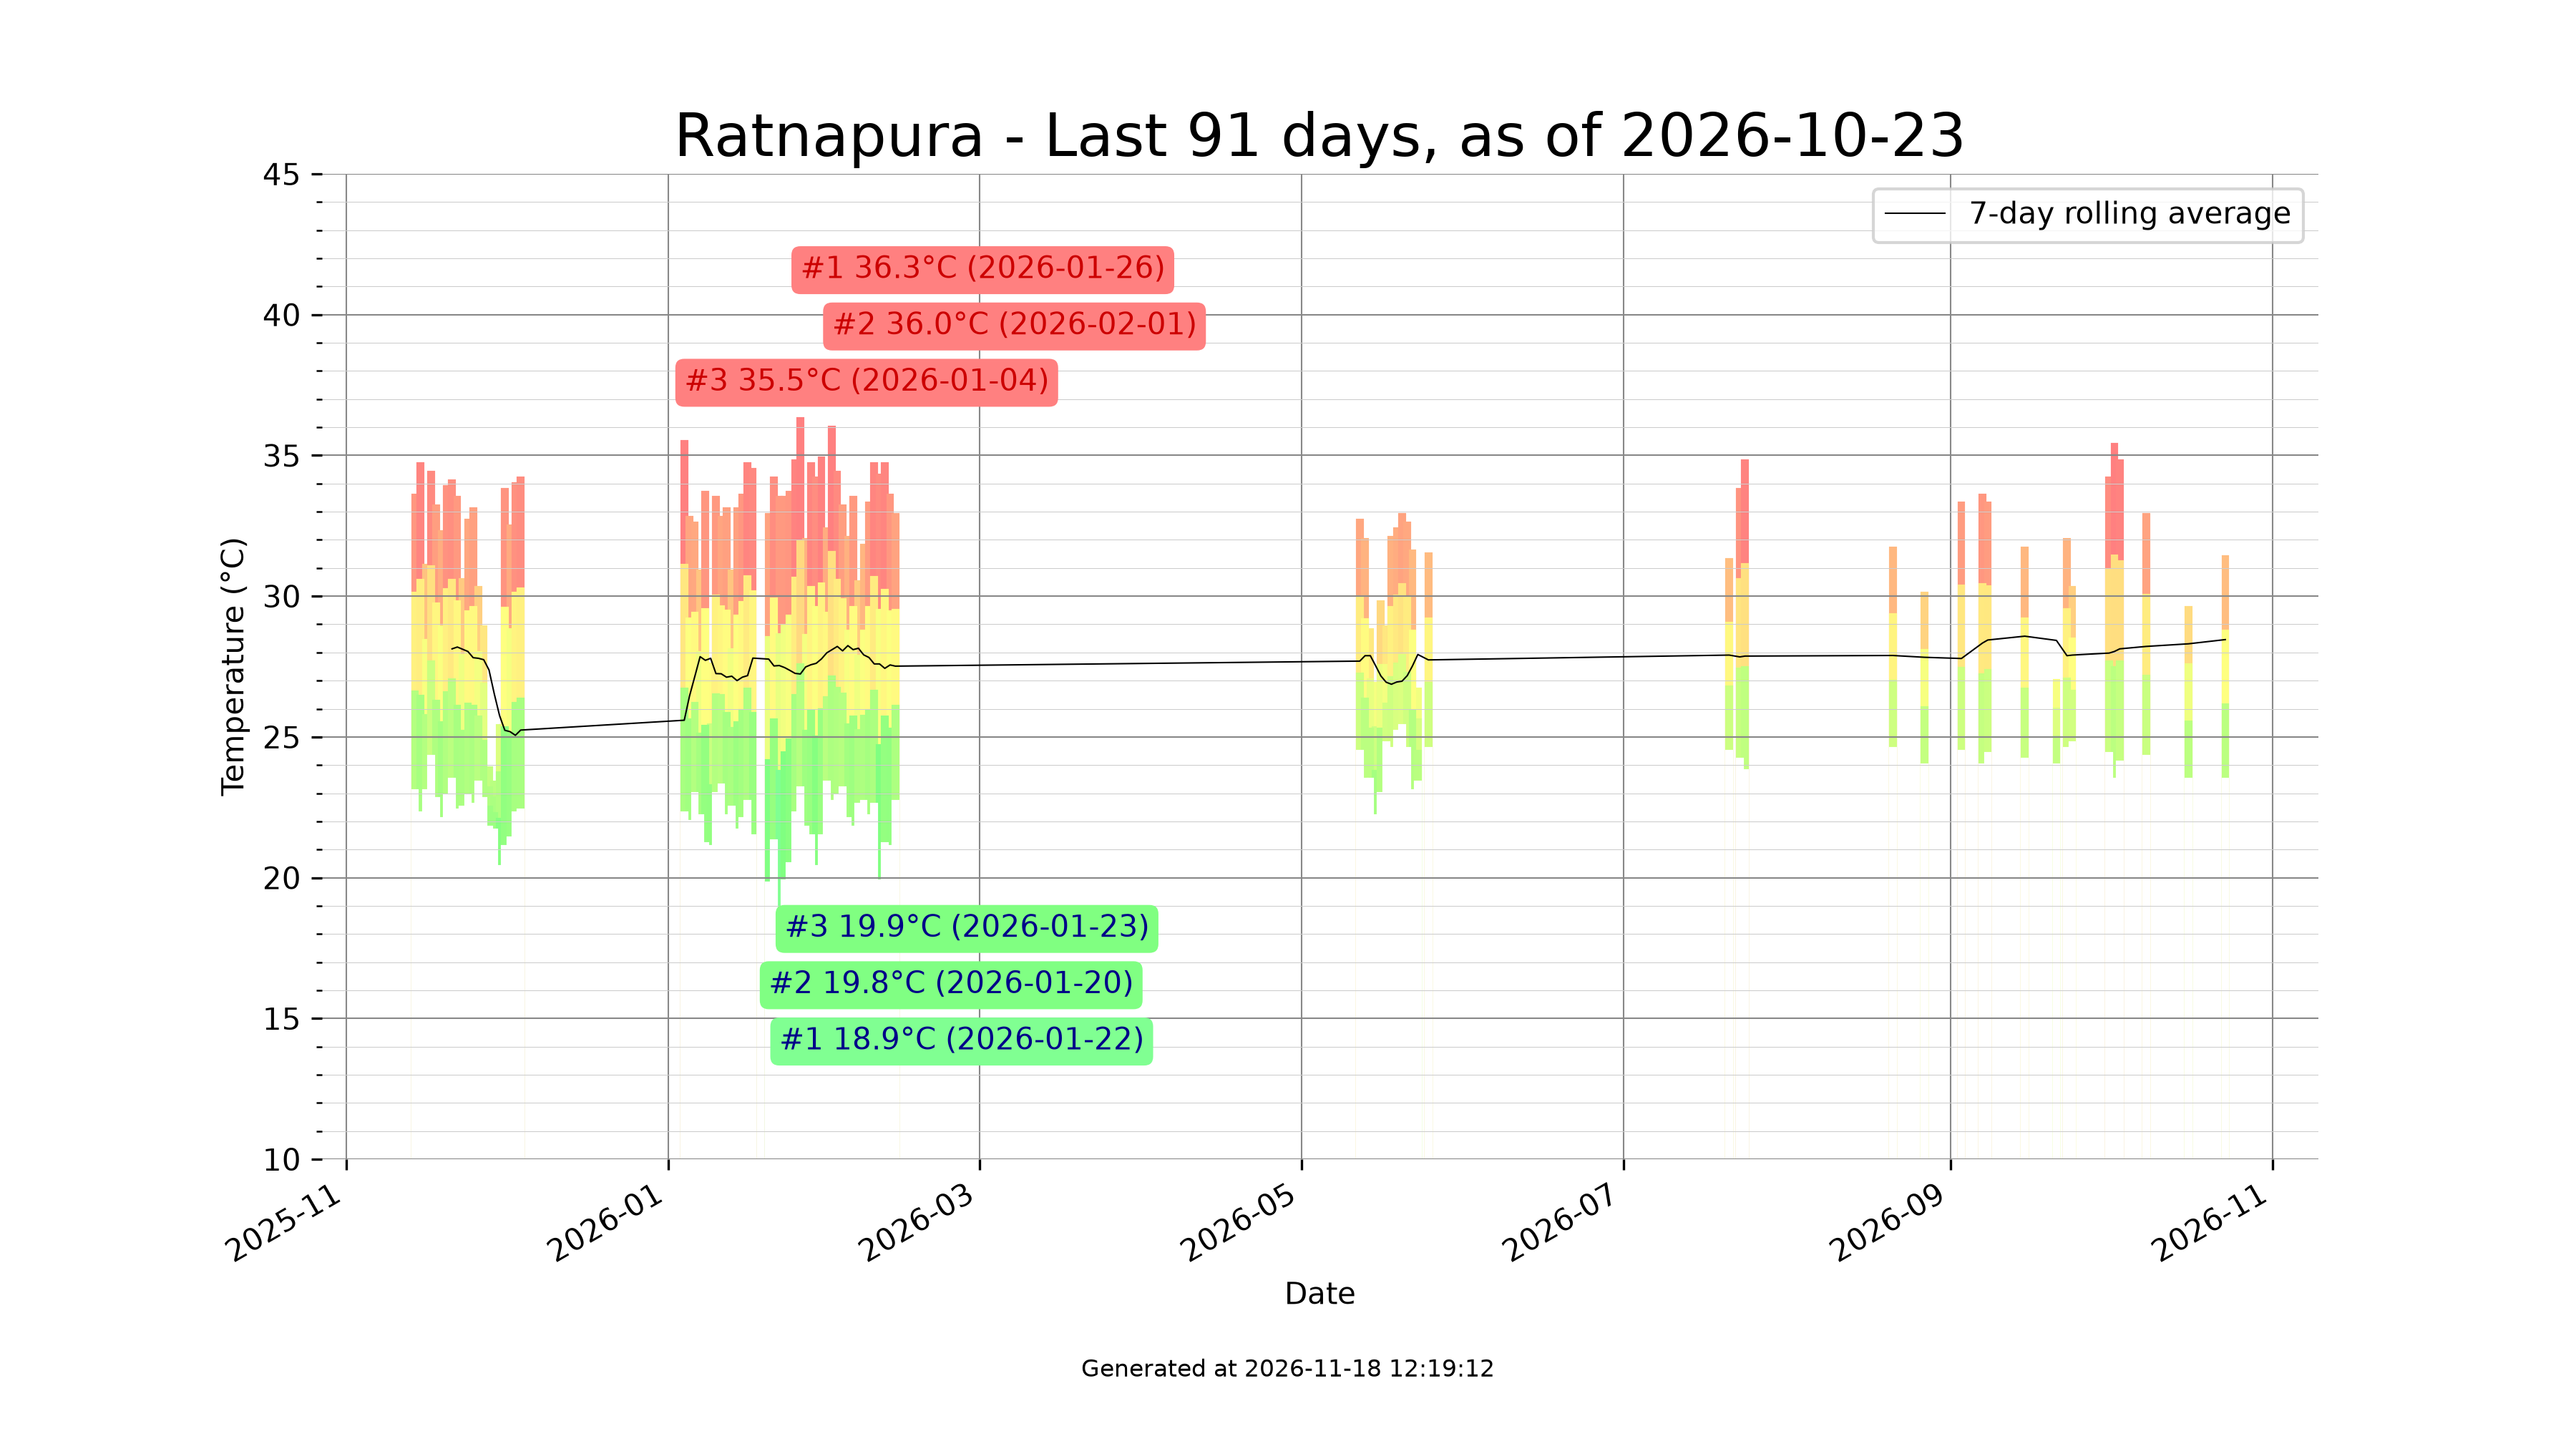 Ratnapura - Last 91 days, as of 2026-10-23
7-day rolling average
#1 36.3°C (2026-01-26)
#2 36.0°C (2026-02-01)
#3 35.5°C (2026-01-04)
#3 19.9°C (2026-01-23)
#2 19.8°C (2026-01-20)
#1 18.9°C (2026-01-22)
Temperature (°C)
45
40
35
30
25
20
15
10
2025-11
2026-01
2026-03
2026-05
2026-07
2026-09
2026-11
Date
Generated at 2026-11-18 12:19:12